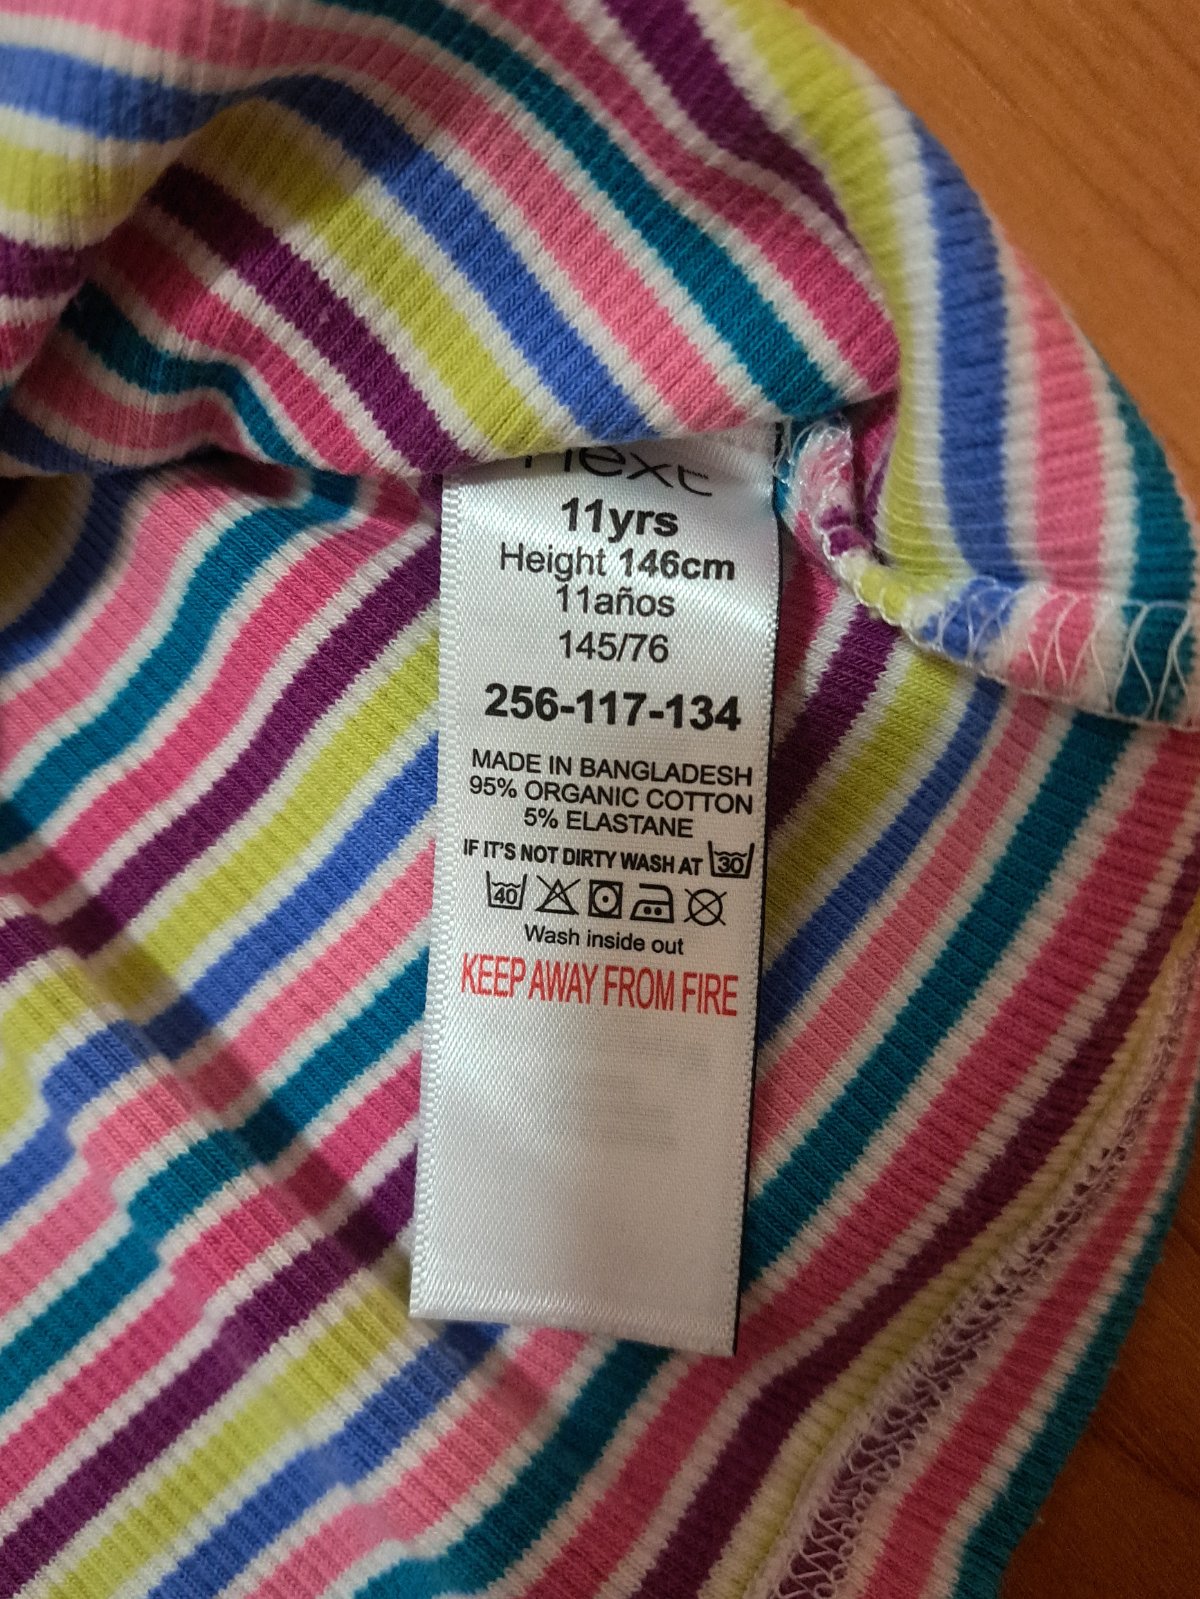 next
11yrs
Height 146cm
11años
145/76
256-117-134
MADE IN BANGLADESH
95% ORGANIC COTTON
5% ELASTANE
IF IT'S NOT DIRTY WASH AT 30
40
Wash inside out
KEEP AWAY FROM FIRE